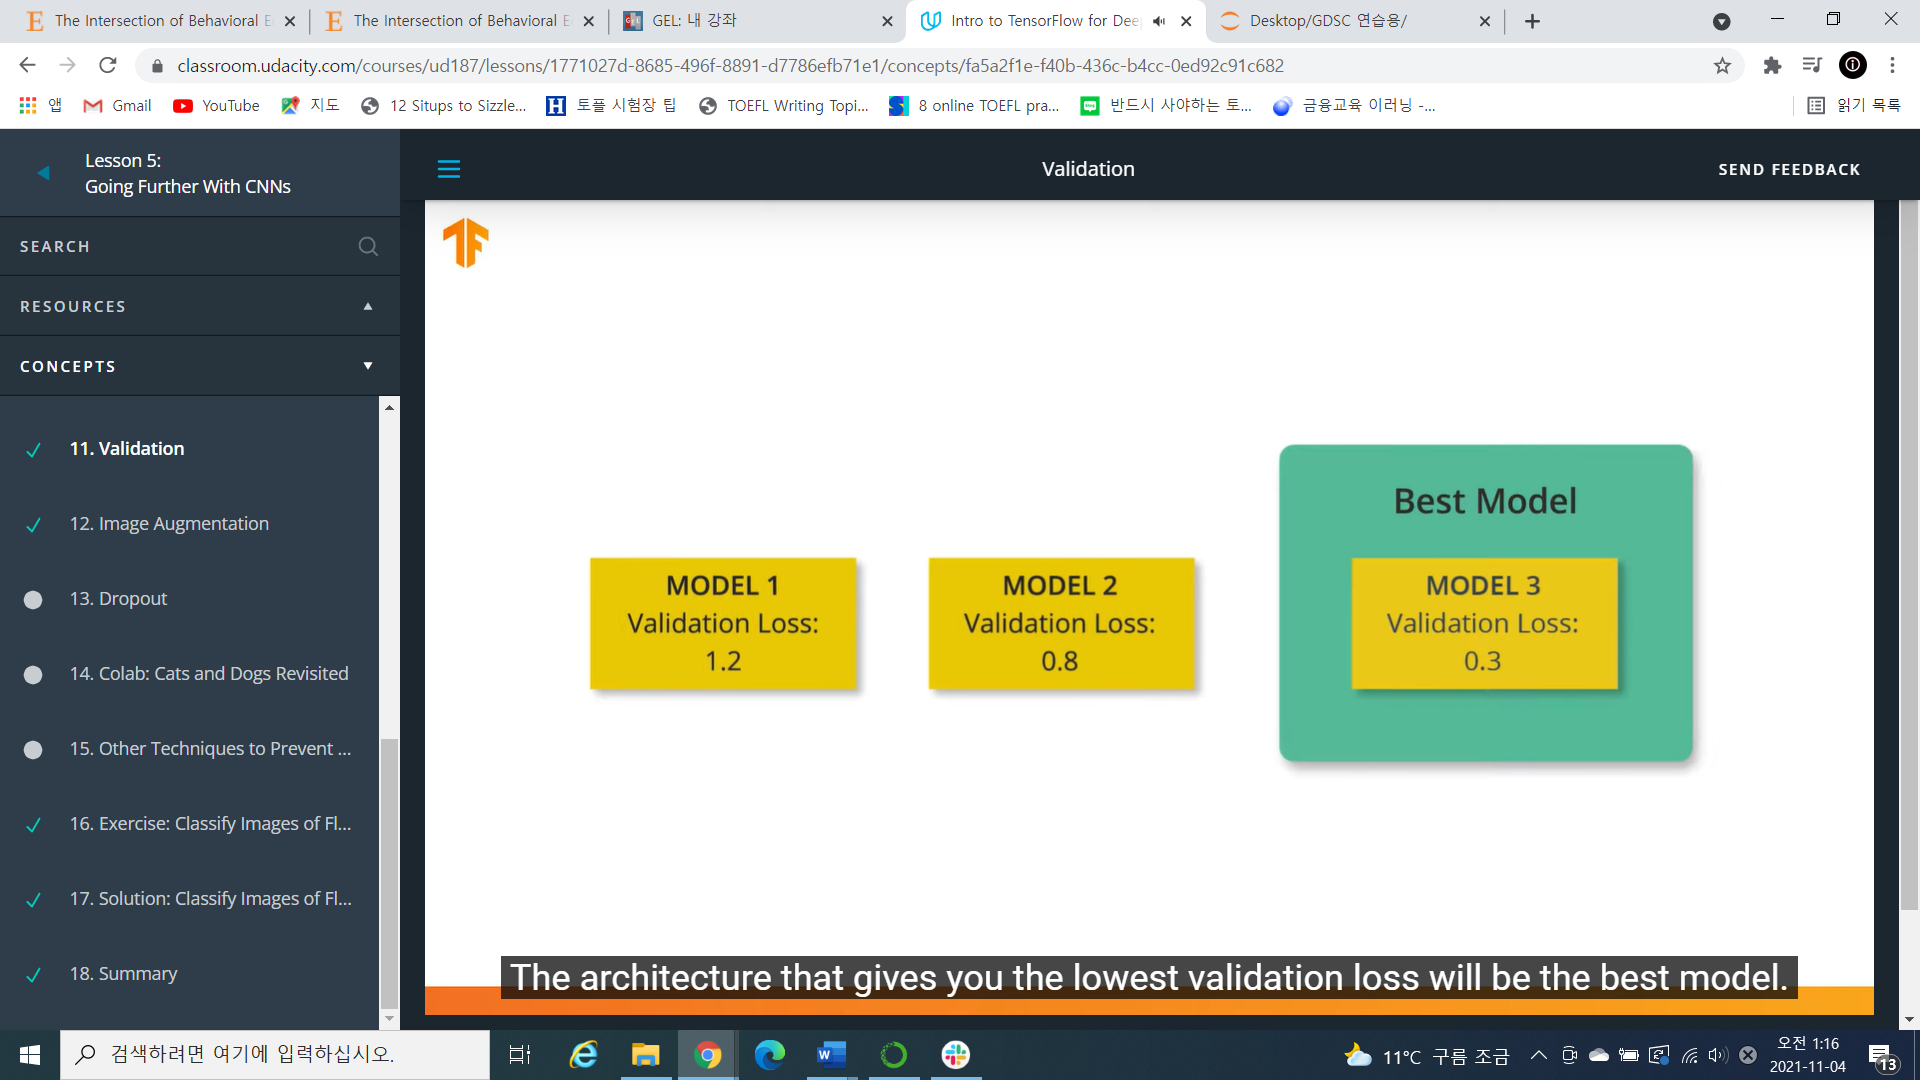 The Intersection of Behavioral E
The Intersection of Behavioral E
GEL: 내 강좌
Intro to TensorFlow for Dee
Desktop/GDSC 연습용/
classroom.udacity.com/courses/ud187/lessons/1771027d-8685-496f-8891-d7786efb71e1/concepts/fa5a2f1e-f40b-436c-b4cc-0ed92c91c682
앱
Gmail
YouTube
지도
12 Situps to Sizzle...
토플 시험장 팁
TOEFL Writing Topi...
8 online TOEFL pra...
반드시 사야하는 토...
금융교육 이러닝 -...
읽기 목록
Lesson 5:
Going Further With CNNs
Validation
SEND FEEDBACK
SEARCH
RESOURCES
CONCEPTS
11. Validation
12. Image Augmentation
13. Dropout
14. Colab: Cats and Dogs Revisited
15. Other Techniques to Prevent ...
16. Exercise: Classify Images of Fl...
17. Solution: Classify Images of Fl...
18. Summary
MODEL 1
Validation Loss:
1.2
MODEL 2
Validation Loss:
0.8
Best Model
MODEL 3
Validation Loss:
0.3
The architecture that gives you the lowest validation loss will be the best model.
검색하려면 여기에 입력하십시오.
11°C 구름 조금
오전 1:16
2021-11-04
13